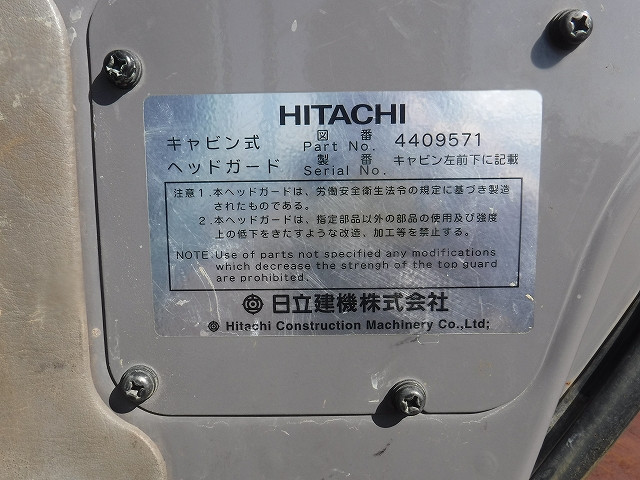 HITACHI
キャビン式 図番 Part No. 4409571
ヘッドガード 製番 Serial No. キャビン左前下に記載
注意 1. 本ヘッドガードは、労働安全衛生法令の規定に基づき製造
されたものである。
2. 本ヘッドガードは、指定部品以外の部品の使用及び強度
上の低下をきたすような改造、加工等を禁止する。
NOTE: Use of parts not specified any modifications
which decrease the strengh of the top guard
are prohibited.
日立建機株式会社
Hitachi Construction Machinery Co.,Ltd;